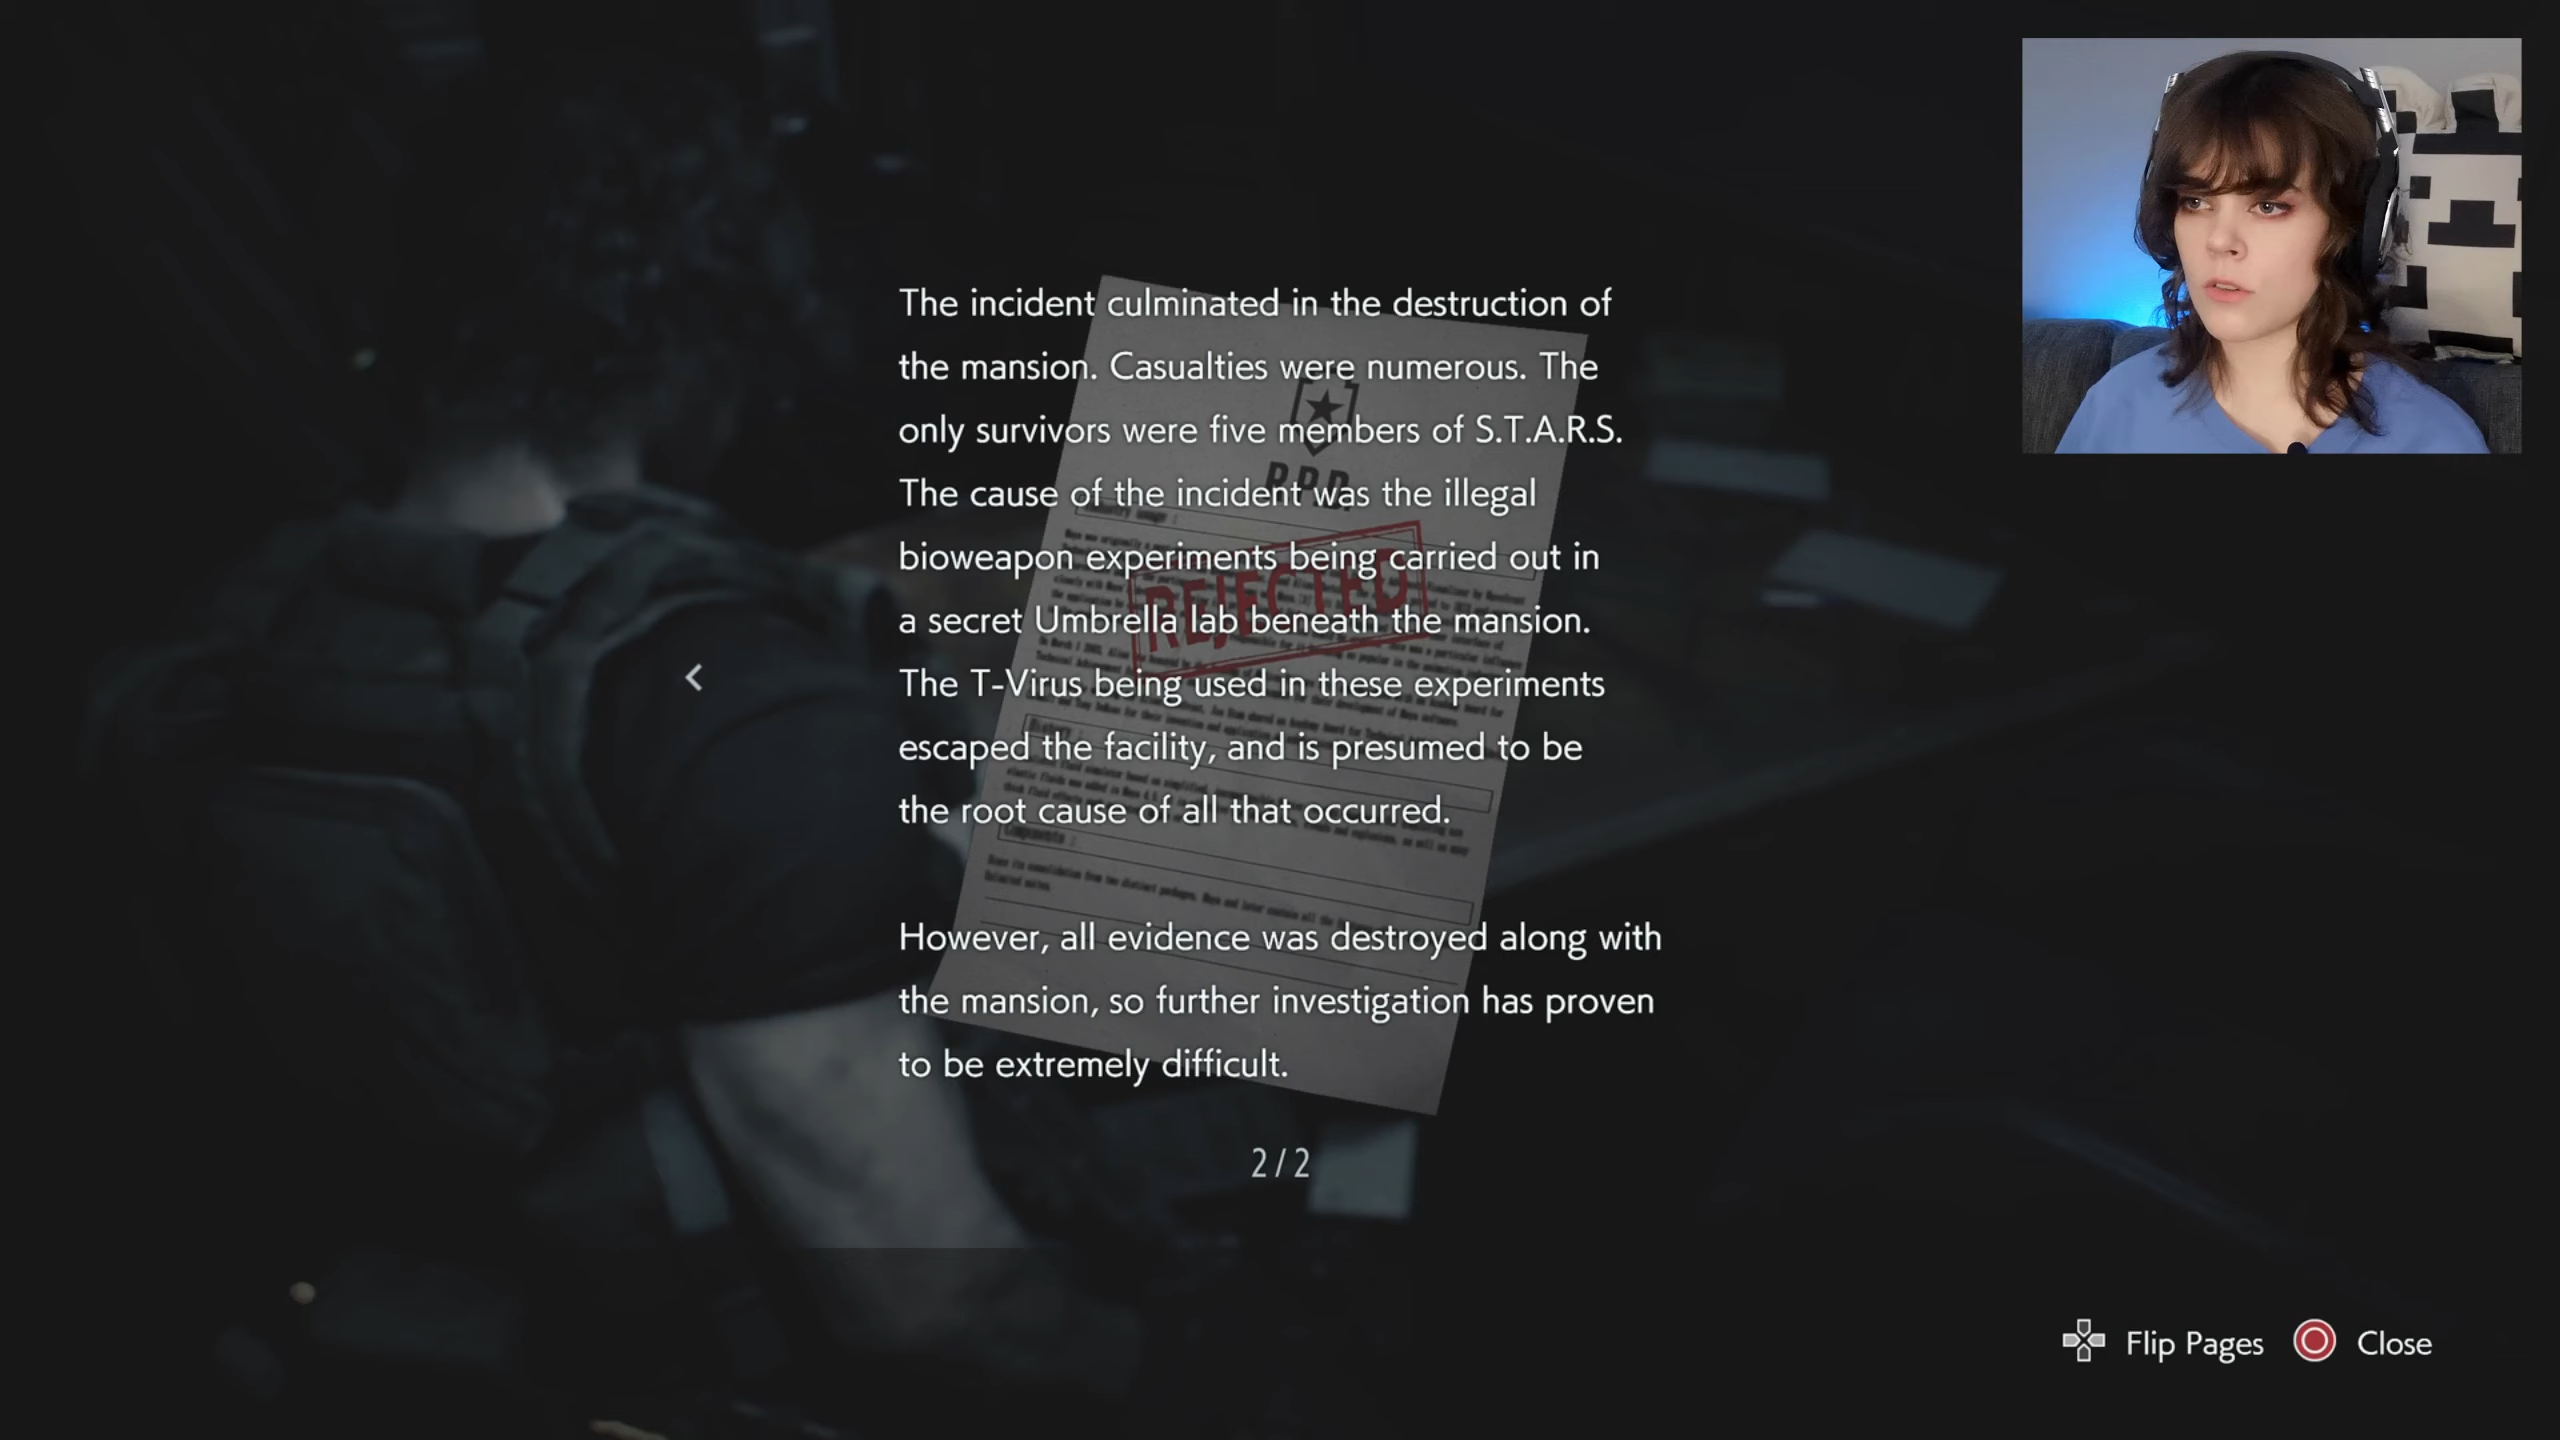 The incident culminated in the destruction of
the mansion. Casualties were numerous. The
only survivors were five members of S.T.A.R.S.
The cause of the incident was the illegal
bioweapon experiments being carried out in
a secret Umbrella lab beneath the mansion.
The T-Virus being used in these experiments
escaped the facility, and is presumed to be
the root cause of all that occurred.
However, all evidence was destroyed along with
the mansion, so further investigation has proven
to be extremely difficult.
2/2
R.P.D.
REJECTED
Flip Pages
Close